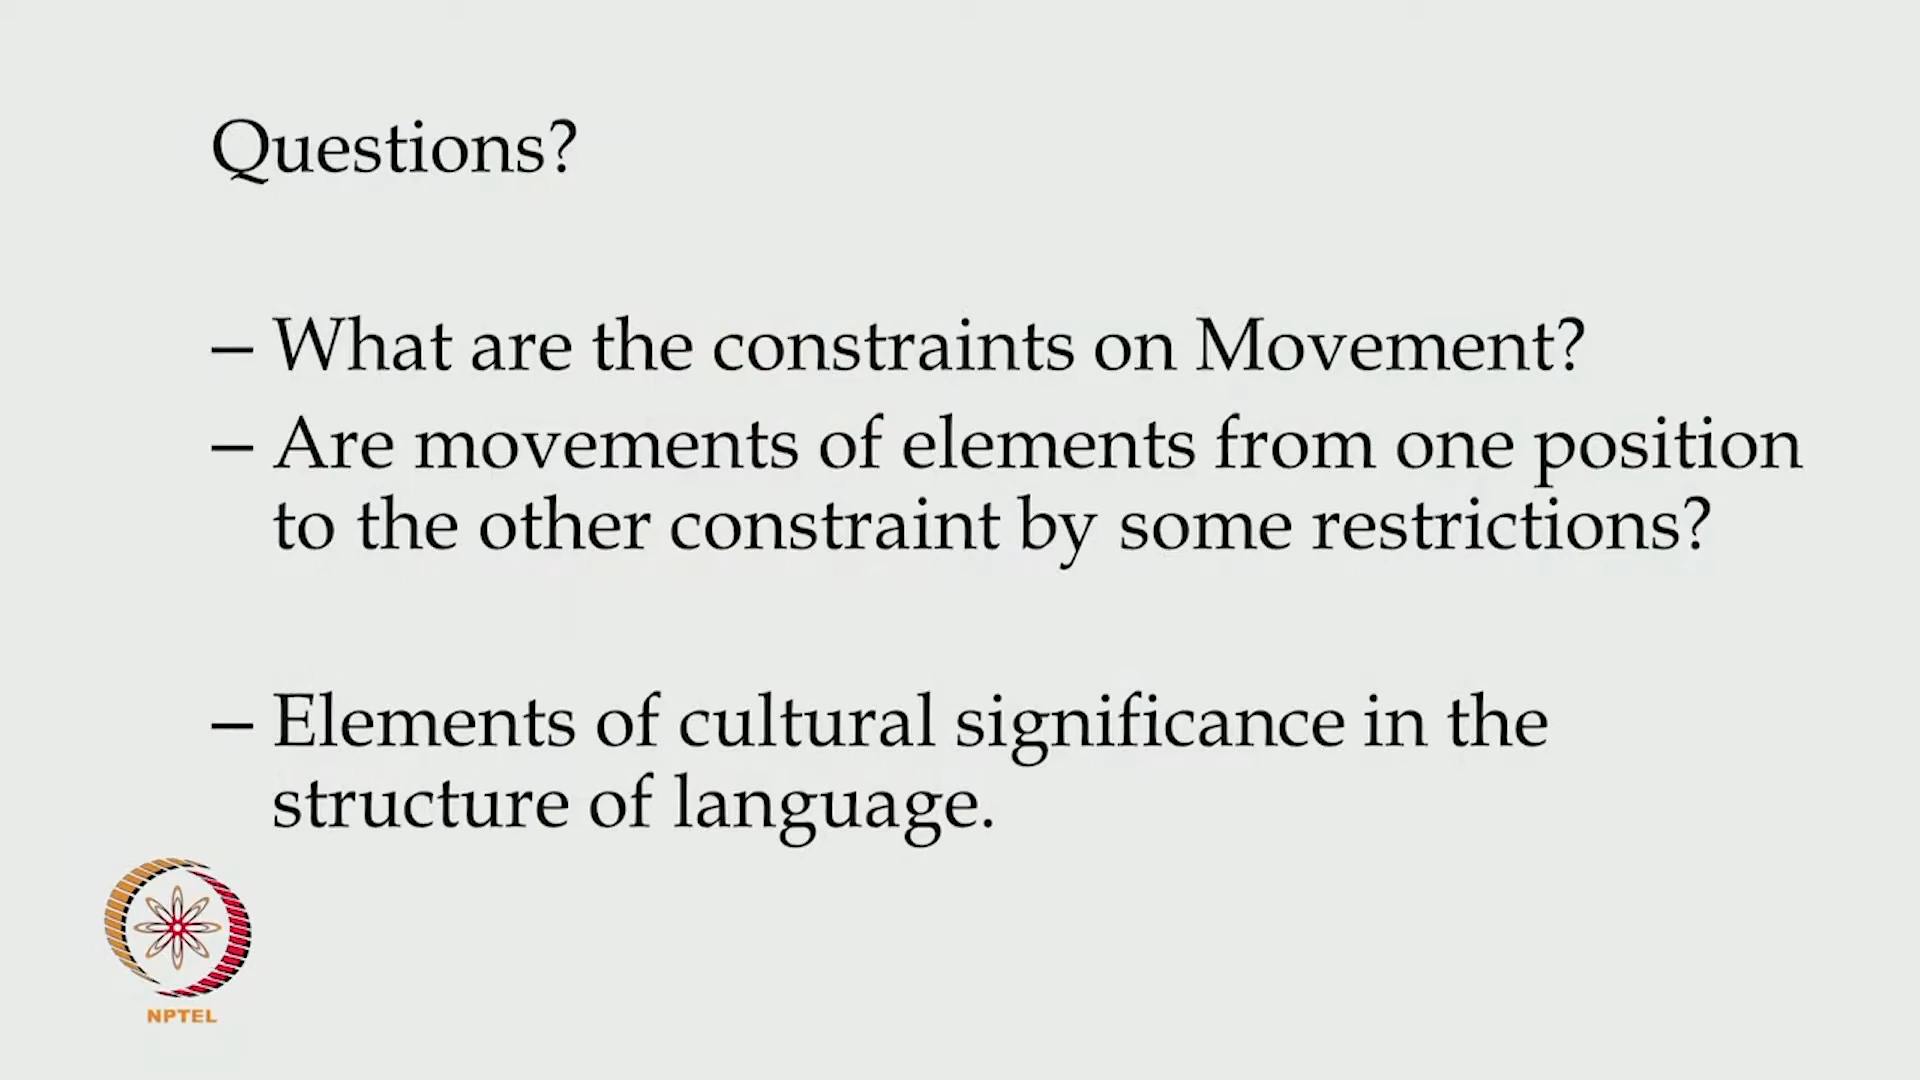 Questions?
– What are the constraints on Movement?
– Are movements of elements from one position
to the other constraint by some restrictions?
– Elements of cultural significance in the
structure of language.
NPTEL